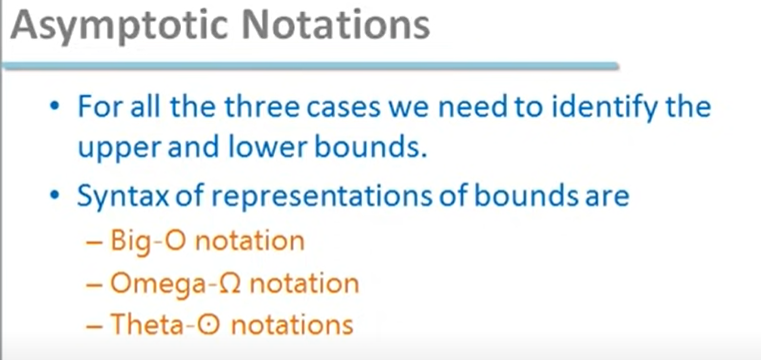 Asymptotic Notations
• For all the three cases we need to identify the
upper and lower bounds.
• Syntax of representations of bounds are
– Big-O notation
– Omega-Ω notation
– Theta-ʘ notations